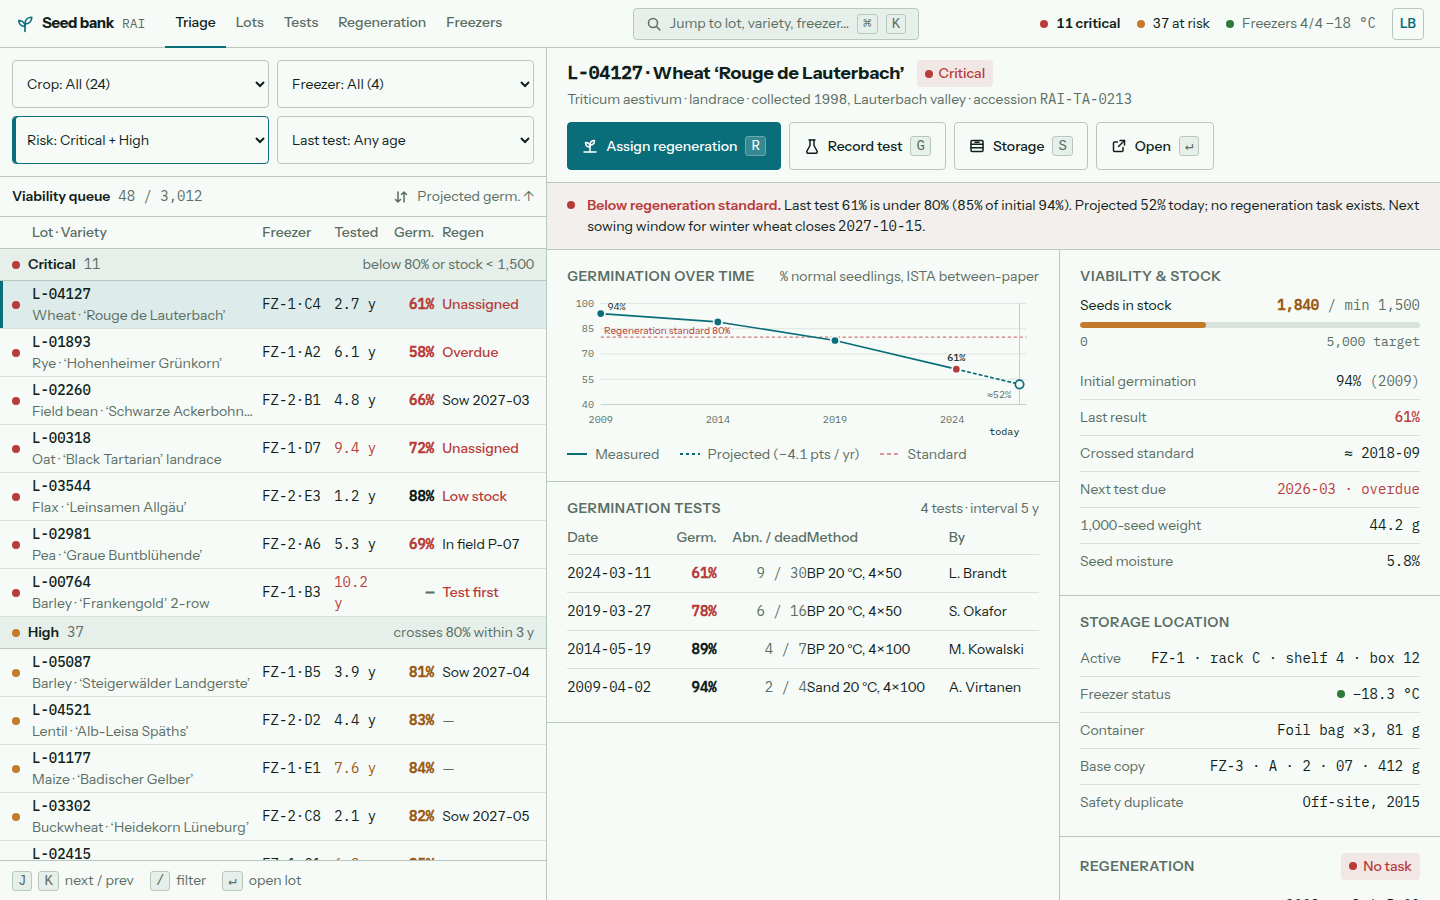 Seed bank RAI
Triage Lots Tests Regeneration Freezers
Jump to lot, variety, freezer… ⌘ K
11 critical 37 at risk Freezers 4/4 −18 °C LB
Crop: All (24) Freezer: All (4)
Risk: Critical + High Last test: Any age
Viability queue 48 / 3,012 Projected germ. ↑
Lot · Variety Freezer Tested Germ. Regen
Critical 11 below 80% or stock < 1,500
L-04127
Wheat · ‘Rouge de Lauterbach’ FZ-1·C4 2.7 y 61% Unassigned
L-01893
Rye · ‘Hohenheimer Grünkorn’ FZ-1·A2 6.1 y 58% Overdue
L-02260
Field bean · ‘Schwarze Ackerbohn… FZ-2·B1 4.8 y 66% Sow 2027-03
L-00318
Oat · ‘Black Tartarian’ landrace FZ-1·D7 9.4 y 72% Unassigned
L-03544
Flax · ‘Leinsamen Allgäu’ FZ-2·E3 1.2 y 88% Low stock
L-02981
Pea · ‘Graue Buntblühende’ FZ-2·A6 5.3 y 69% In field P-07
L-00764
Barley · ‘Frankengold’ 2-row FZ-1·B3 10.2 y – Test first
High 37 crosses 80% within 3 y
L-05087
Barley · ‘Steigerwälder Landgerste’ FZ-1·B5 3.9 y 81% Sow 2027-04
L-04521
Lentil · ‘Alb-Leisa Späths’ FZ-2·D2 4.4 y 83% —
L-01177
Maize · ‘Badischer Gelber’ FZ-1·E1 7.6 y 84% —
L-03302
Buckwheat · ‘Heidekorn Lüneburg’ FZ-2·C8 2.1 y 82% Sow 2027-05
L-02415
J K next / prev / filter ↵ open lot
L-04127 · Wheat ‘Rouge de Lauterbach’ Critical
Triticum aestivum · landrace · collected 1998, Lauterbach valley · accession RAI-TA-0213
Assign regeneration R Record test G Storage S Open ↵
Below regeneration standard. Last test 61% is under 80% (85% of initial 94%). Projected 52% today; no regeneration task exists. Next
sowing window for winter wheat closes 2027-10-15.
GERMINATION OVER TIME % normal seedlings, ISTA between-paper
100 94%
85 Regeneration standard 80%
70 61%
55 ≈52%
40
2009 2014 2019 2024
today
Measured Projected (−4.1 pts / yr) Standard
GERMINATION TESTS 4 tests · interval 5 y
Date Germ. Abn. / dead Method By
2024-03-11 61% 9 / 30 BP 20 °C, 4×50 L. Brandt
2019-03-27 78% 6 / 16 BP 20 °C, 4×50 S. Okafor
2014-05-19 89% 4 / 7 BP 20 °C, 4×100 M. Kowalski
2009-04-02 94% 2 / 4 Sand 20 °C, 4×100 A. Virtanen
VIABILITY & STOCK
Seeds in stock 1,840 / min 1,500
0 5,000 target
Initial germination 94% (2009)
Last result 61%
Crossed standard ≈ 2018-09
Next test due 2026-03 · overdue
1,000-seed weight 44.2 g
Seed moisture 5.8%
STORAGE LOCATION
Active FZ-1 · rack C · shelf 4 · box 12
Freezer status −18.3 °C
Container Foil bag ×3, 81 g
Base copy FZ-3 · A · 2 · 07 · 412 g
Safety duplicate Off-site, 2015
REGENERATION No task